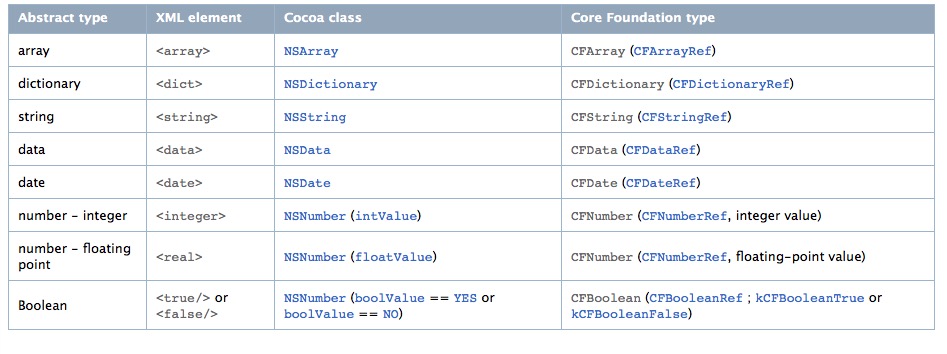 Abstract type XML element Cocoa class Core Foundation type
array <array> NSArray CFArray (CFArrayRef)
dictionary <dict> NSDictionary CFDictionary (CFDictionaryRef)
string <string> NSString CFString (CFStringRef)
data <data> NSData CFData (CFDataRef)
date <date> NSDate CFDate (CFDateRef)
number - integer <integer> NSNumber (intValue) CFNumber (CFNumberRef, integer value)
number - floating
point
<real> NSNumber (floatValue) CFNumber (CFNumberRef, floating-point value)
Boolean
<true/> or
<false/>
NSNumber (boolValue == YES or
boolValue == NO)
CFBoolean (CFBooleanRef ; kCFBooleanTrue or
kCFBooleanFalse)